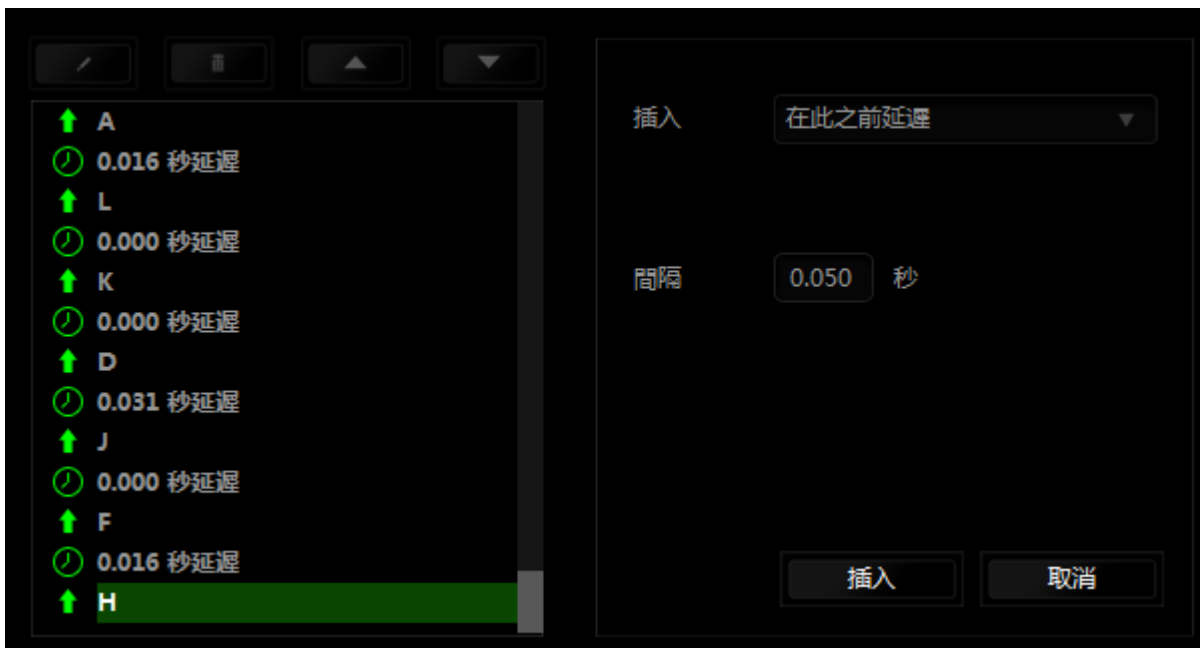 A
0.016 秒延遲
L
0.000 秒延遲
K
0.000 秒延遲
D
0.031 秒延遲
J
0.000 秒延遲
F
0.016 秒延遲
H
插入 在此之前延遲
間隔 0.050 秒
插入 取消